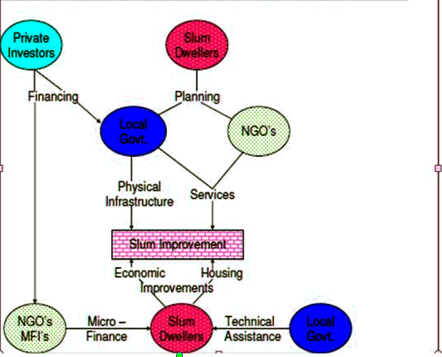 Private
Investors
Slum
Dwellers
Financing
Planning
Local
Govt.
NGO's
Physical
Infrastructure
Services
Slum Improvement
Economic
Housing
Improvements
NGO's
MFI's
Micro –
Finance
Slum
Dwellers
Technical
Assistance
Local
Govt.